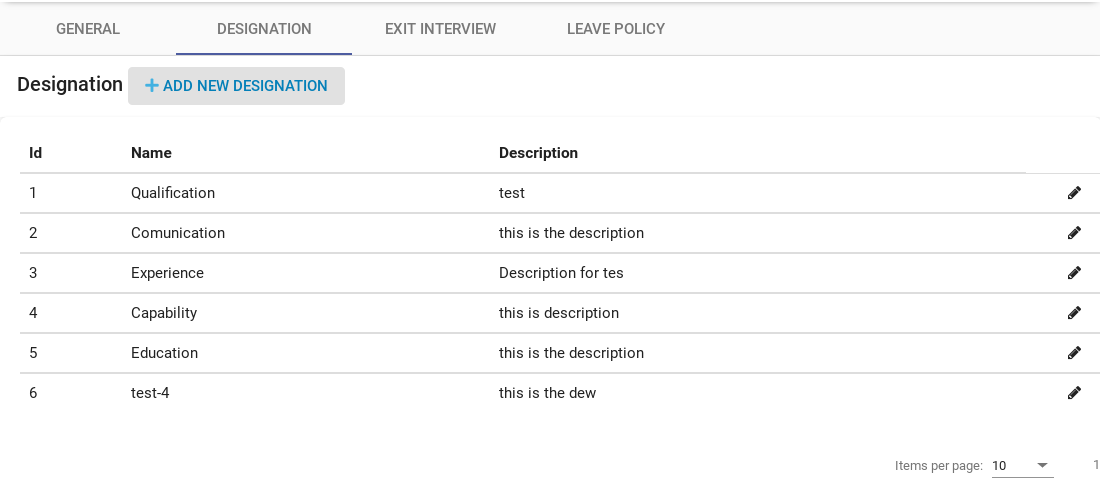 GENERAL DESIGNATION EXIT INTERVIEW LEAVE POLICY
Designation + ADD NEW DESIGNATION
Id Name Description
1 Qualification test
2 Comunication this is the description
3 Experience Description for tes
4 Capability this is description
5 Education this is the description
6 test-4 this is the dew
Items per page: 10 1